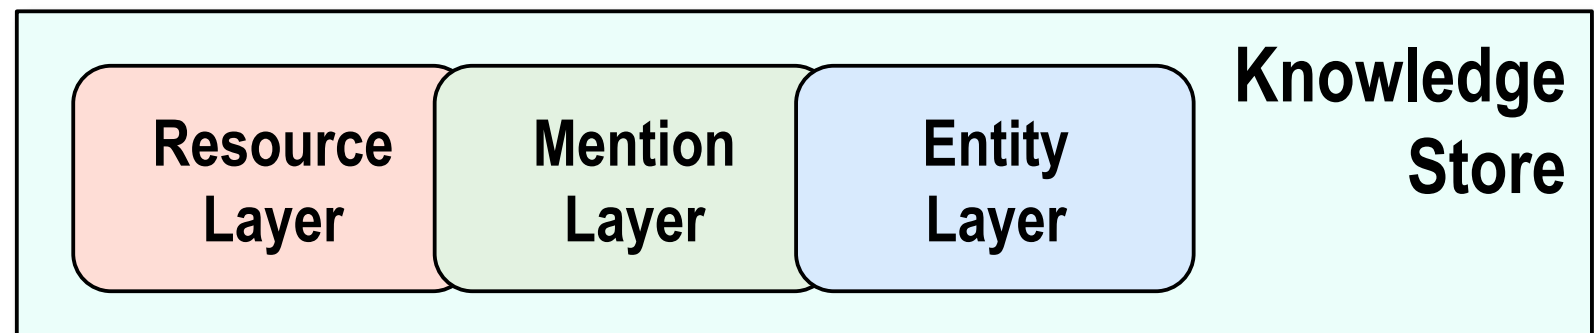 Resource
Layer
Mention
Layer
Entity
Layer
Knowledge
Store